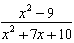 x² − 9
x² + 7x + 10